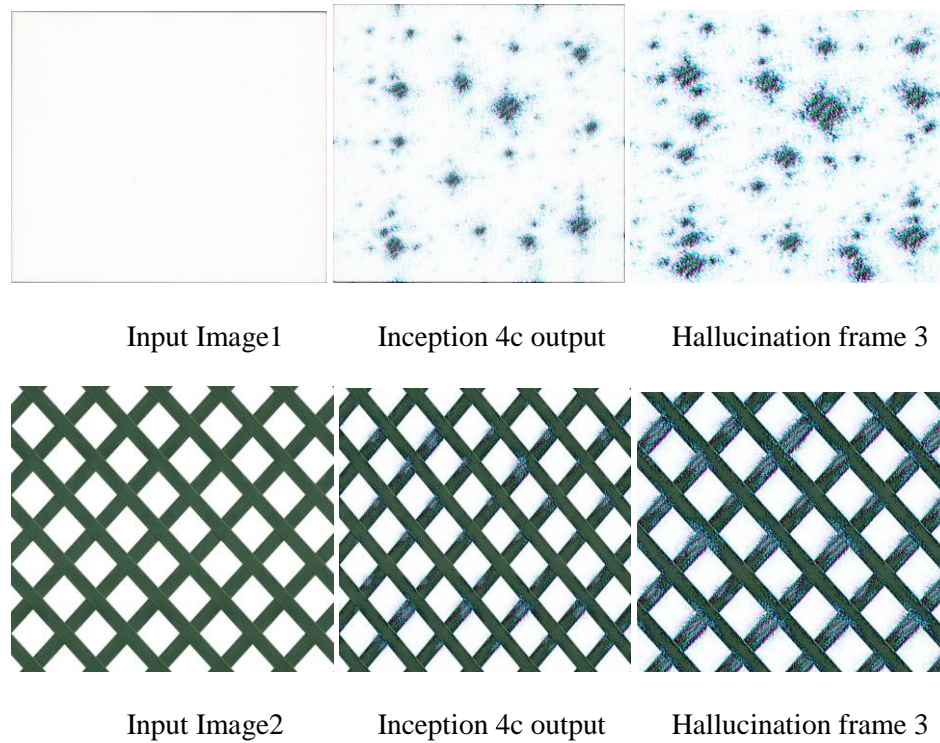 Input Image1 Inception 4c output Hallucination frame 3
Input Image2 Inception 4c output Hallucination frame 3